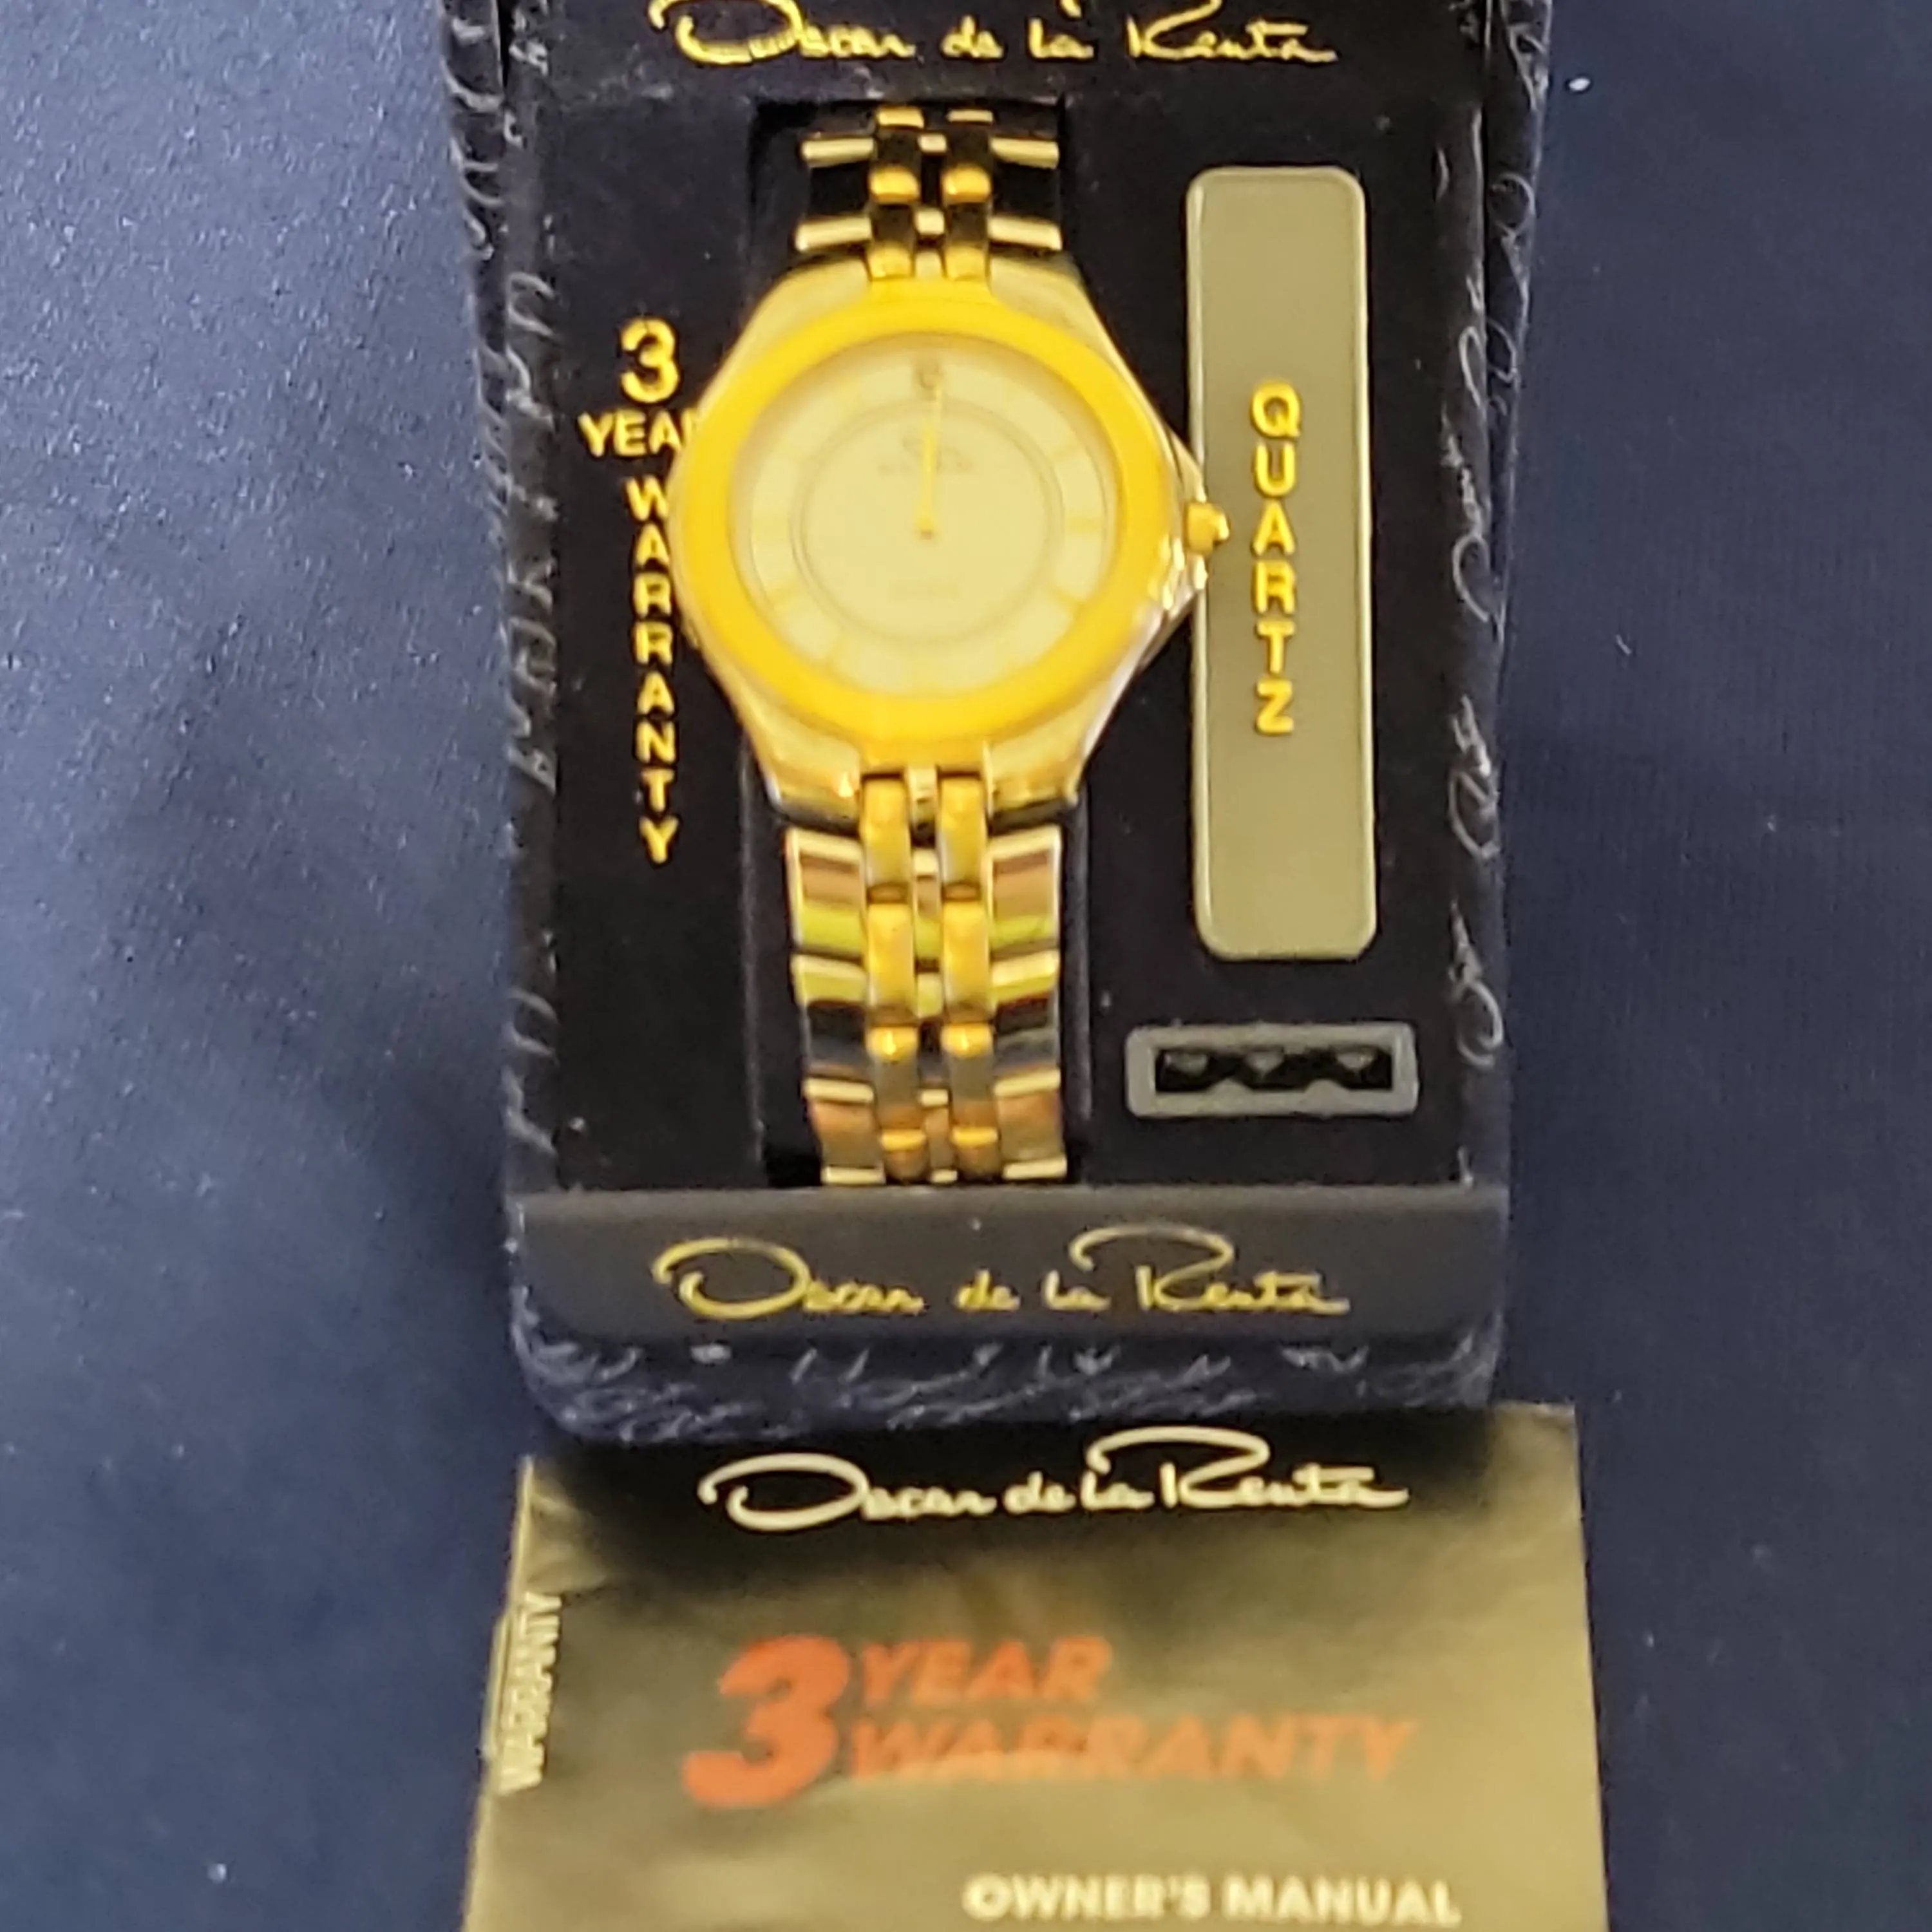 Oscar de la Renta
3
YEAR
WARRANTY
QUARTZ
Oscar de la Renta
Oscar de la Renta
WARRANTY
3 YEAR
WARRANTY
OWNER'S MANUAL